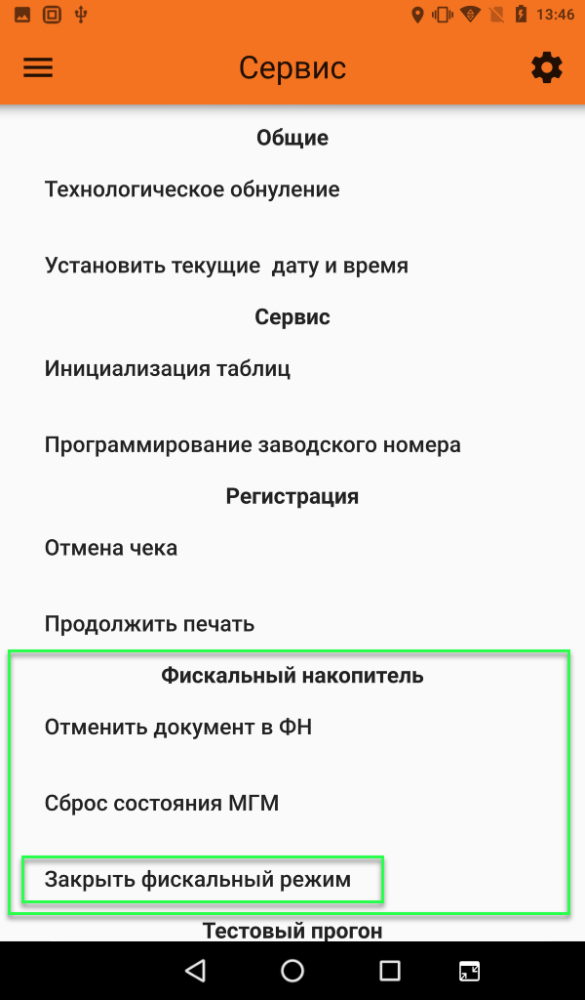 13:46
Сервис
Общие
Технологическое обнуление
Установить текущие  дату и время
Сервис
Инициализация таблиц
Программирование заводского номера
Регистрация
Отмена чека
Продолжить печать
Фискальный накопитель
Отменить документ в ФН
Сброс состояния МГМ
Закрыть фискальный режим
Тестовый прогон